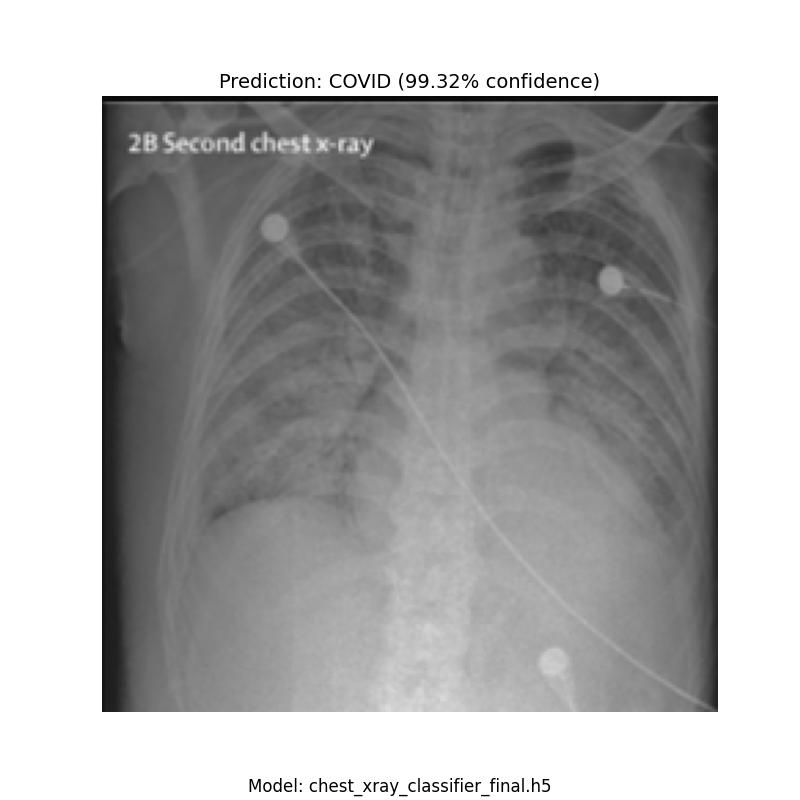 Prediction: COVID (99.32% confidence)
2B Second chest x-ray
Model: chest_xray_classifier_final.h5